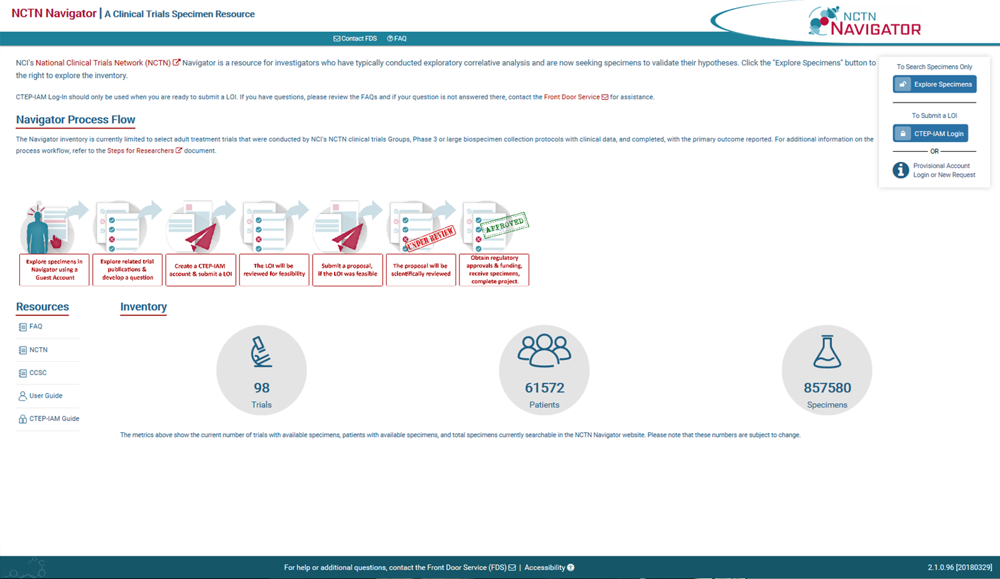 NCTN Navigator | A Clinical Trials Specimen Resource
NCTN
NAVIGATOR
Contact FDS
FAQ
NCI's National Clinical Trials Network (NCTN) Navigator is a resource for investigators who have typically conducted exploratory correlative analysis and are now seeking specimens to validate their hypotheses. Click the "Explore Specimens" button to
the right to explore the inventory.
CTEP-IAM Log-In should only be used when you are ready to submit a LOI. If you have questions, please review the FAQs and if your question is not answered there, contact the Front Door Service for assistance.
To Search Specimens Only
Explore Specimens
To Submit a LOI
CTEP-IAM Login
OR
Provisional Account
Login or New Request
Navigator Process Flow
The Navigator inventory is currently limited to select adult treatment trials that were conducted by NCI's NCTN clinical trials Groups, Phase 3 or large biospecimen collection protocols with clinical data, and completed, with the primary outcome reported. For additional information on the
process workflow, refer to the Steps for Researchers document.
Explore specimens in
Navigator using a
Guest Account
Explore related trial
publications &
develop a question
Create a CTEP-IAM
account & submit a LOI
The LOI will be
reviewed for feasibility
Submit a proposal,
if the LOI was feasible
UNDER REVIEW
The proposal will be
scientifically reviewed
APPROVED
Obtain regulatory
approvals & funding,
receive specimens,
complete project.
Resources
FAQ
NCTN
CCSC
User Guide
CTEP-IAM Guide
Inventory
98
Trials
61572
Patients
857580
Specimens
The metrics above show the current number of trials with available specimens, patients with available specimens, and total specimens currently searchable in the NCTN Navigator website. Please note that these numbers are subject to change.
For help or additional questions, contact the Front Door Service (FDS) | Accessibility
2.1.0.96 [20180329]